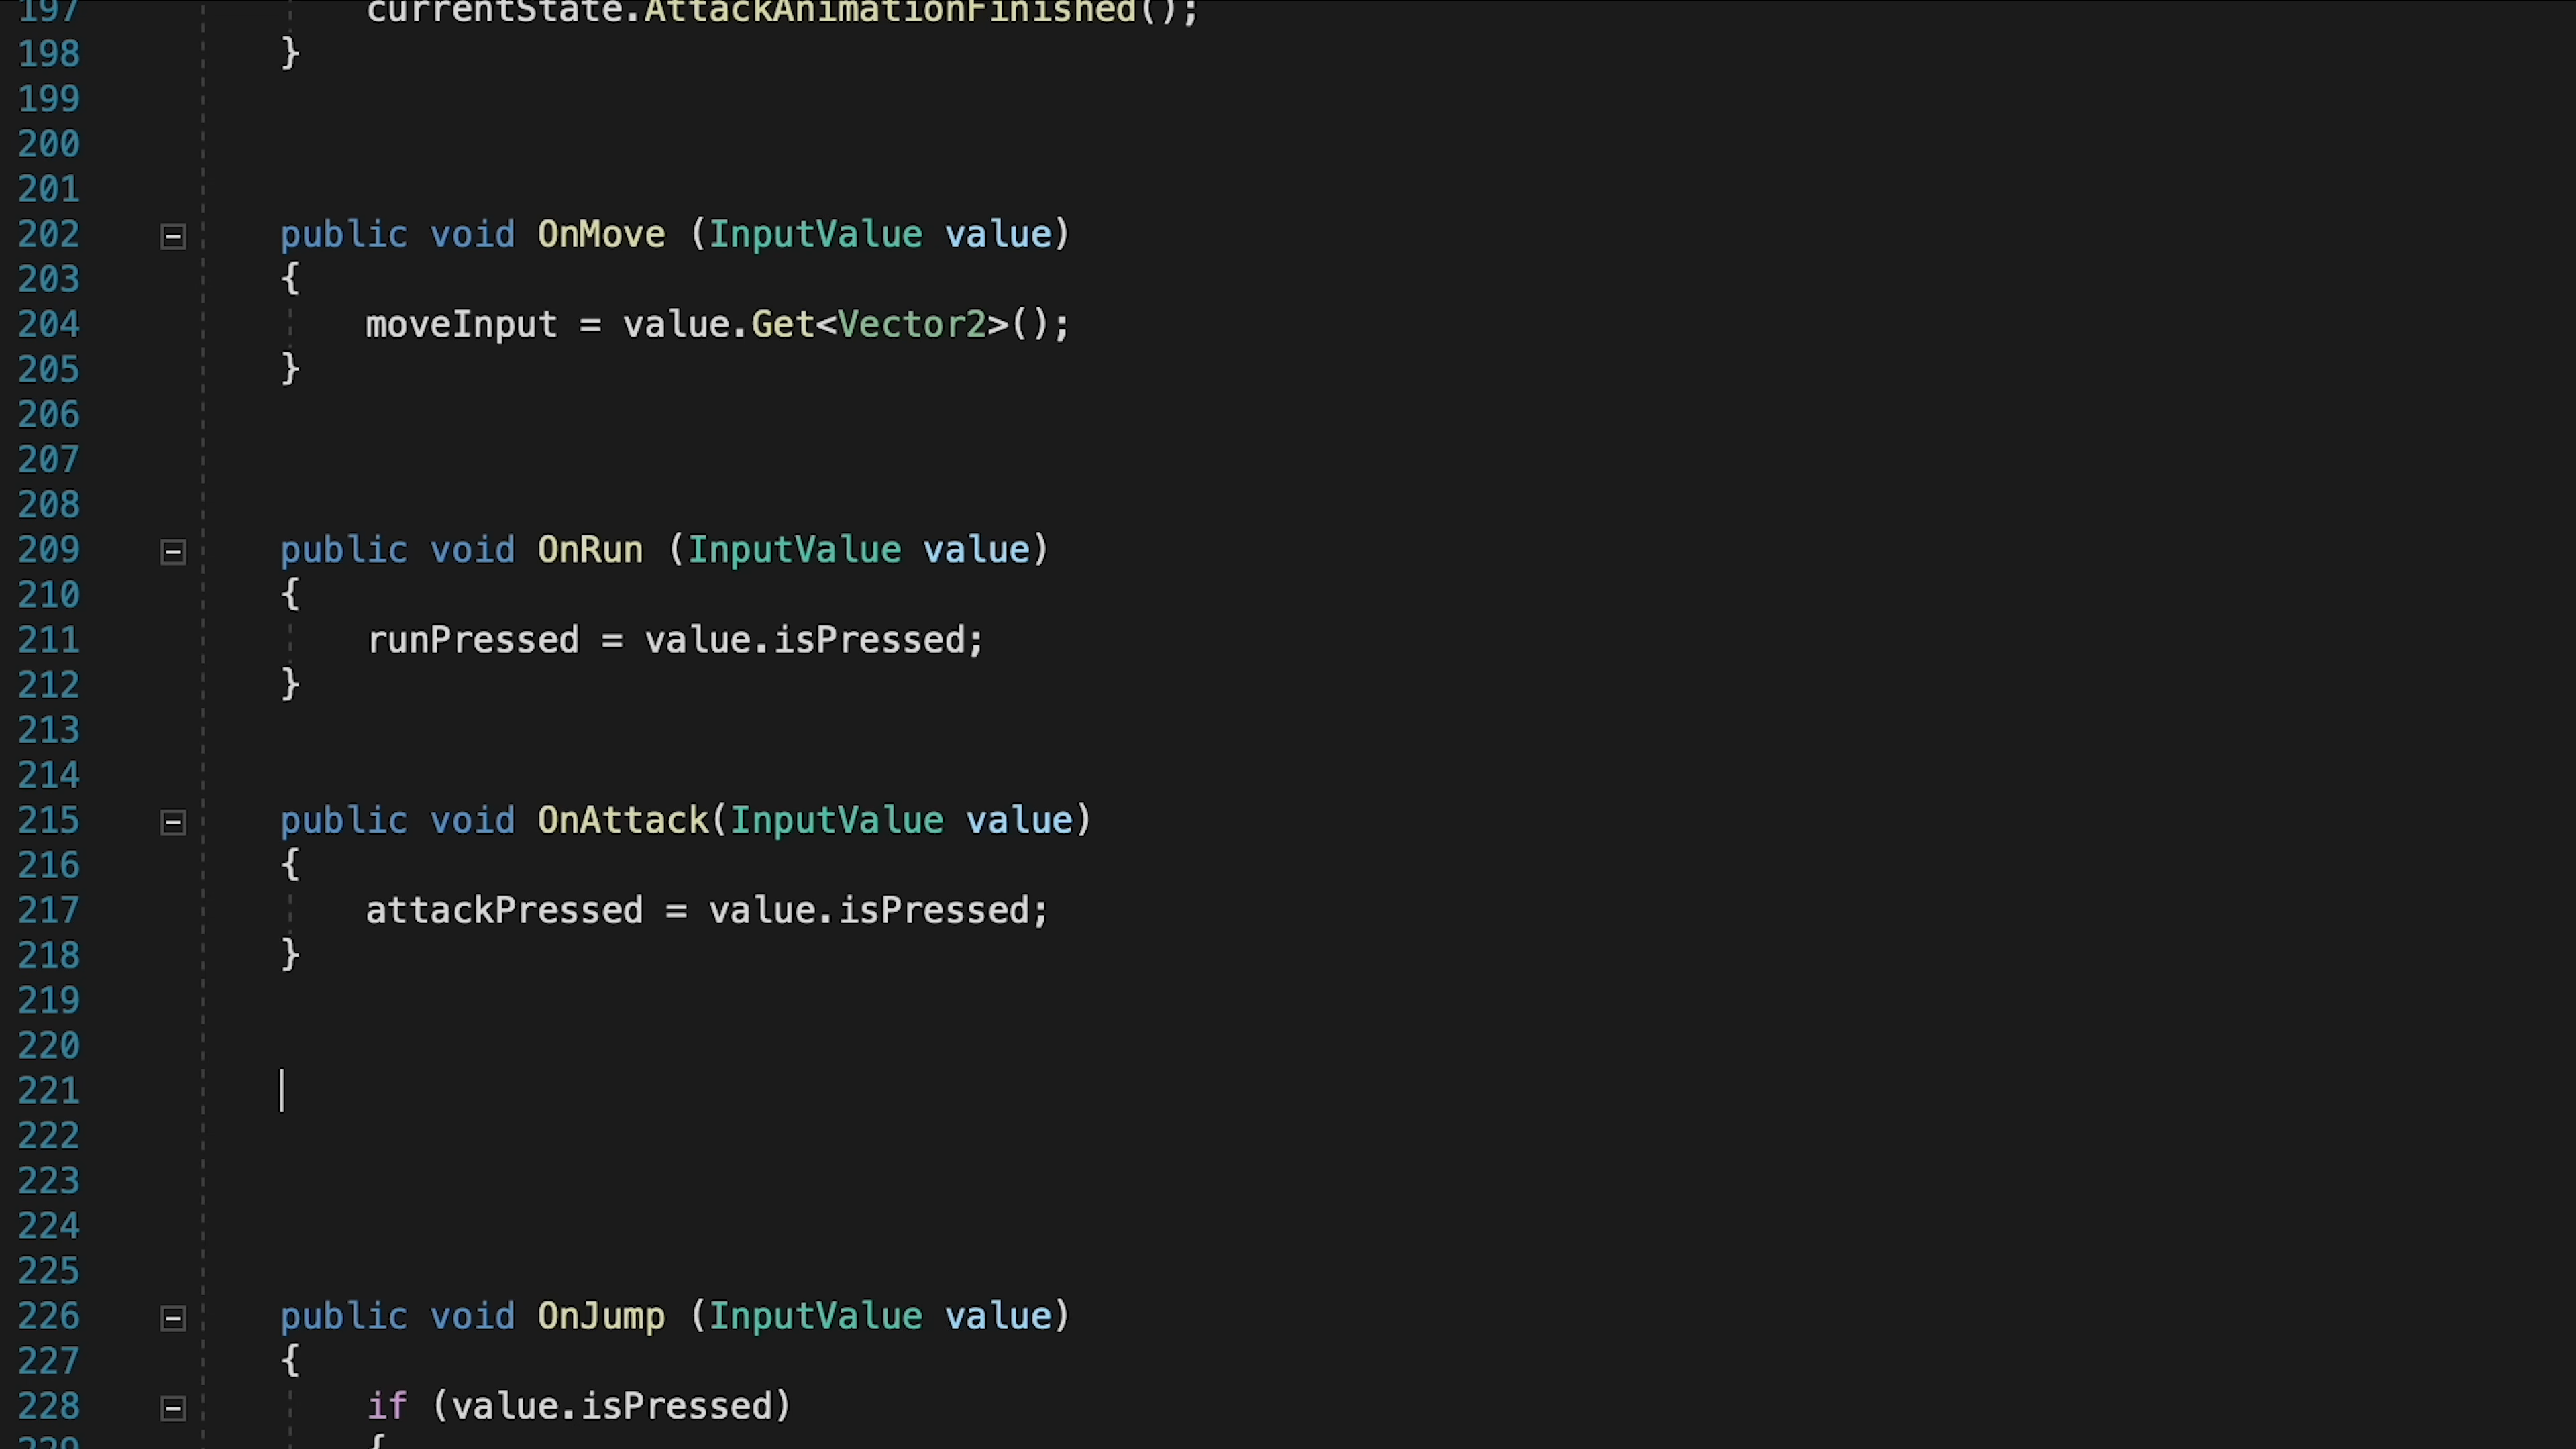 197 currentState.AttackAnimationFinished();
198 }
199
200
201
202 public void OnMove (InputValue value)
203 {
204 moveInput = value.Get<Vector2>();
205 }
206
207
208
209 public void OnRun (InputValue value)
210 {
211 runPressed = value.isPressed;
212 }
213
214
215 public void OnAttack(InputValue value)
216 {
217 attackPressed = value.isPressed;
218 }
219
220
221
222
223
224
225
226 public void OnJump (InputValue value)
227 {
228 if (value.isPressed)
229 {